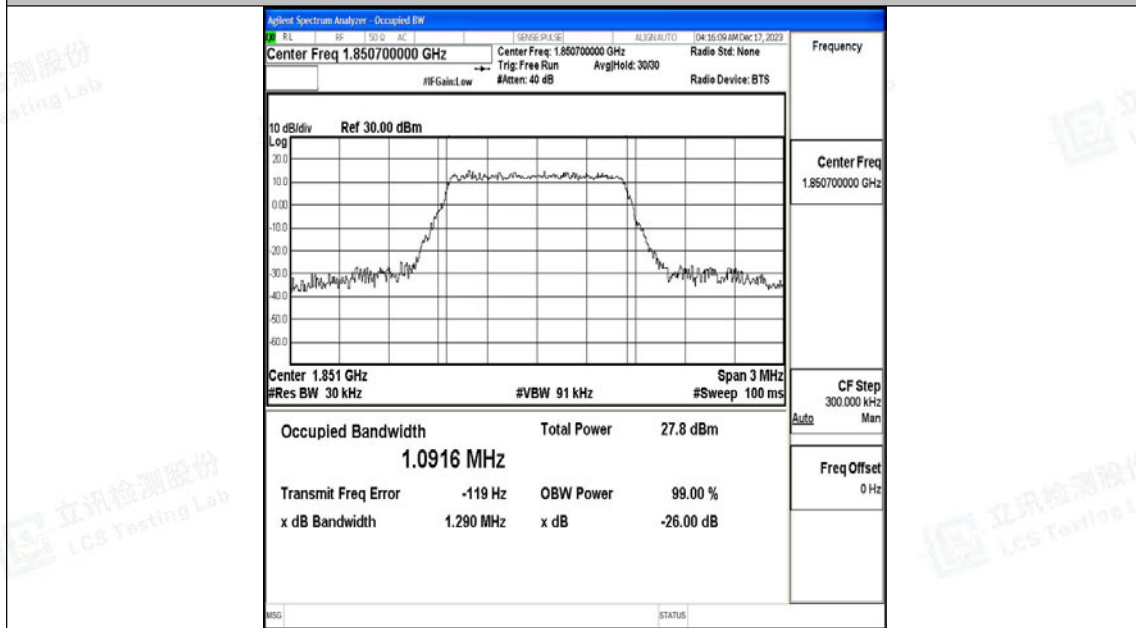 Agilent Spectrum Analyzer - Occupied BW
RL RF 50 Ω AC SENSE:PULSE ALIGNAUTO 04:16:09 AM Dec 17, 2023
Center Freq 1.850700000 GHz
Center Freq: 1.850700000 GHz
Radio Std: None
Trig: Free Run Avg|Hold: 30/30
#IFGain:Low #Atten: 40 dB Radio Device: BTS
Frequency
10 dB/div Ref 30.00 dBm
Log
20.0
10.0
0.00
-10.0
-20.0
-30.0
-40.0
-50.0
-60.0
Center Freq
1.850700000 GHz
Center 1.851 GHz Span 3 MHz
#Res BW 30 kHz #VBW 91 kHz #Sweep 100 ms
CF Step
300.000 kHz
Auto Man
Occupied Bandwidth Total Power 27.8 dBm
1.0916 MHz
Transmit Freq Error -119 Hz OBW Power 99.00 %
x dB Bandwidth 1.290 MHz x dB -26.00 dB
Freq Offset
0 Hz
MSG STATUS
立讯检测股份
LCS Testing Lab